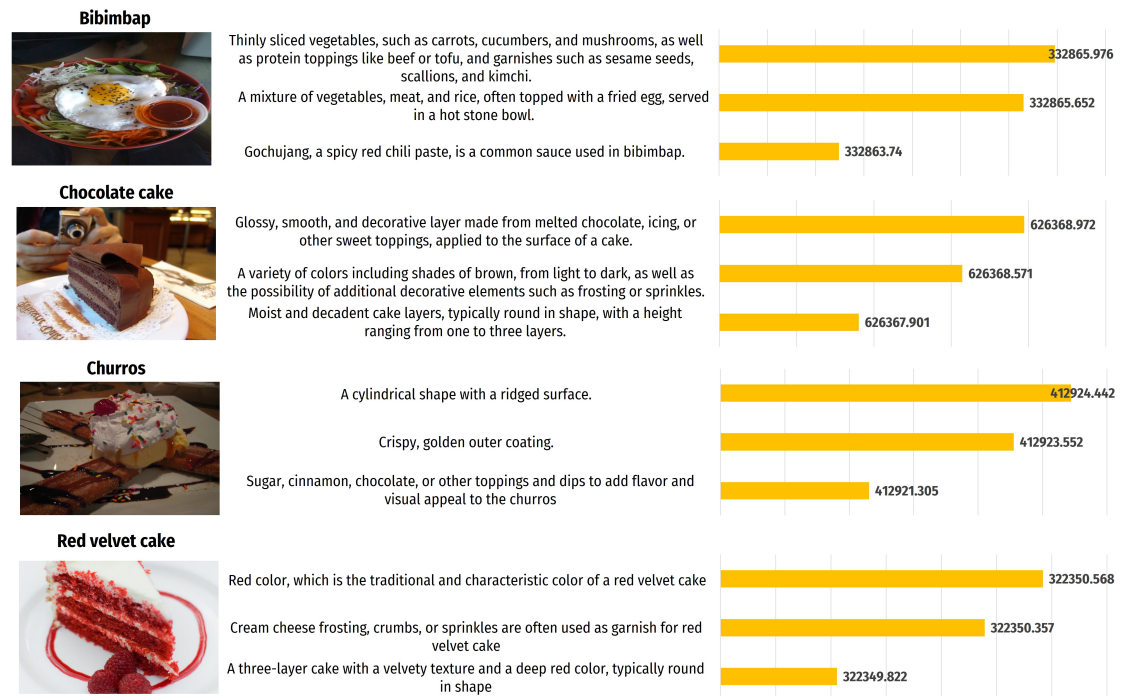 Bibimbap
Thinly sliced vegetables, such as carrots, cucumbers, and mushrooms, as well
as protein toppings like beef or tofu, and garnishes such as sesame seeds,
scallions, and kimchi.
332865.976
A mixture of vegetables, meat, and rice, often topped with a fried egg, served
in a hot stone bowl.
332865.652
Gochujang, a spicy red chili paste, is a common sauce used in bibimbap.
332863.74
Chocolate cake
Glossy, smooth, and decorative layer made from melted chocolate, icing, or
other sweet toppings, applied to the surface of a cake.
626368.972
A variety of colors including shades of brown, from light to dark, as well as
the possibility of additional decorative elements such as frosting or sprinkles.
626368.571
Moist and decadent cake layers, typically round in shape, with a height
ranging from one to three layers.
626367.901
Churros
A cylindrical shape with a ridged surface.
412924.442
Crispy, golden outer coating.
412923.552
Sugar, cinnamon, chocolate, or other toppings and dips to add flavor and
visual appeal to the churros
412921.305
Red velvet cake
Red color, which is the traditional and characteristic color of a red velvet cake
322350.568
Cream cheese frosting, crumbs, or sprinkles are often used as garnish for red
velvet cake
322350.357
A three-layer cake with a velvety texture and a deep red color, typically round
in shape
322349.822